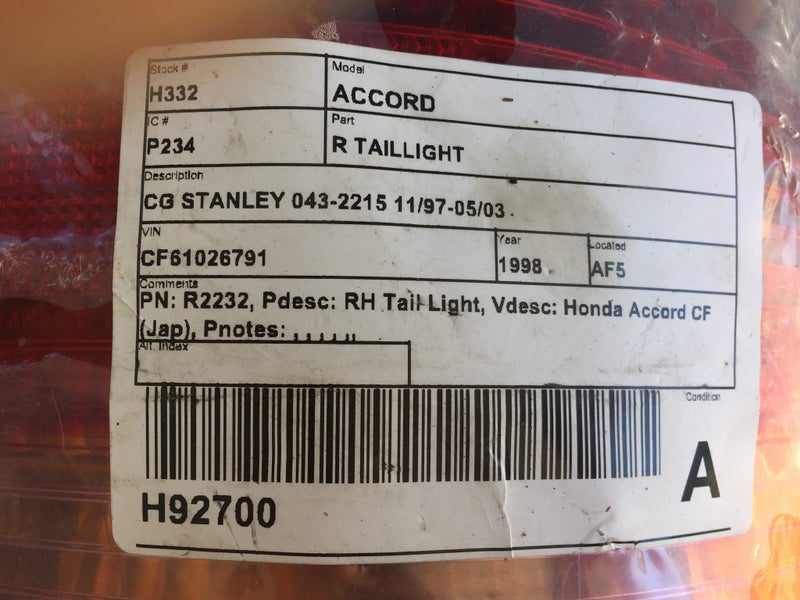 Stock #
H332
Model
ACCORD
IC #
P234
Part
R TAILLIGHT
Description
CG STANLEY 043-2215 11/97-05/03
VIN
CF61026791
Year
1998
Located
AF5
Comments
PN: R2232, Pdesc: RH Tail Light, Vdesc: Honda Accord CF
(Jap), Pnotes: , , , , , ,,
Alt. Index
Condition
A
H92700